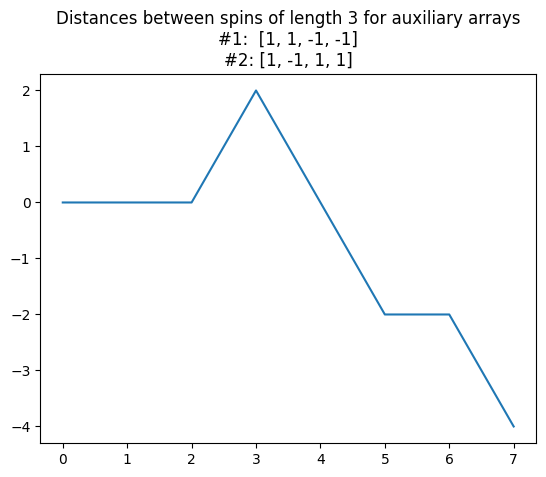 Distances between spins of length 3 for auxiliary arrays
#1:  [1, 1, -1, -1]
#2: [1, -1, 1, 1]
2
1
0
−1
−2
−3
−4
0 1 2 3 4 5 6 7